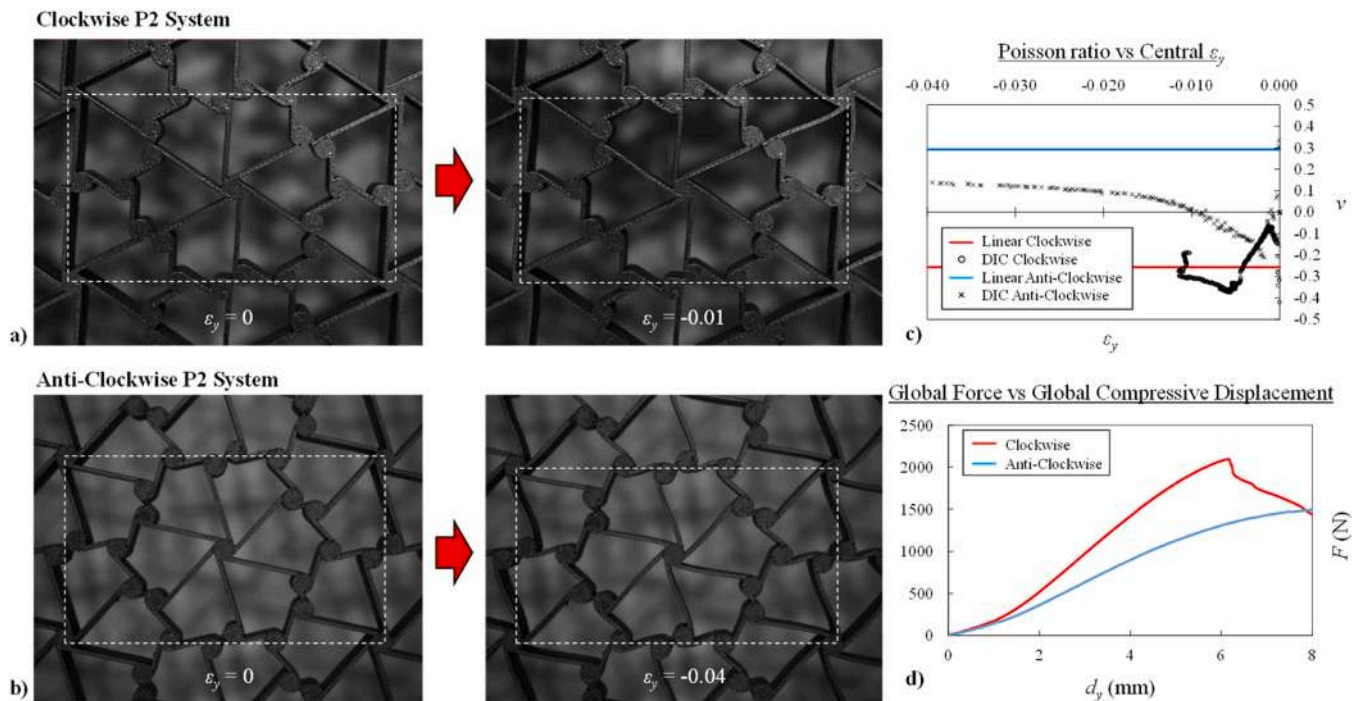 Clockwise P2 System
a)
εy = 0
εy = -0.01
Anti-Clockwise P2 System
b)
εy = 0
εy = -0.04
Poisson ratio vs Central εy
-0.040 -0.030 -0.020 -0.010 0.000
0.5
0.4
0.3
0.2
0.1
0.0
-0.1
-0.2
-0.3
-0.4
-0.5
ν
Linear Clockwise
DIC Clockwise
Linear Anti-Clockwise
DIC Anti-Clockwise
c)
εy
Global Force vs Global Compressive Displacement
2500
2000
1500
1000
500
0
Clockwise
Anti-Clockwise
F (N)
0 2 4 6 8
d)
dy (mm)